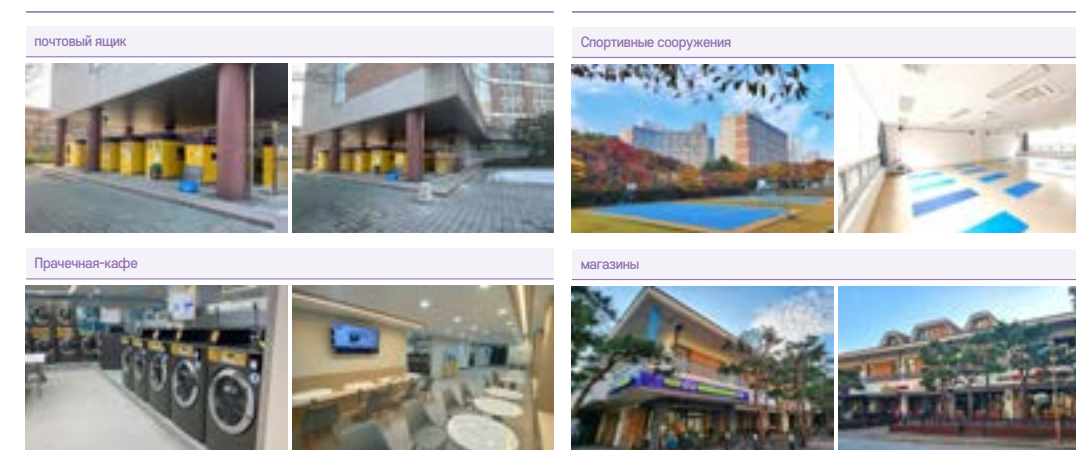 почтовый ящик
Спортивные сооружения
Прачечная-кафе
магазины